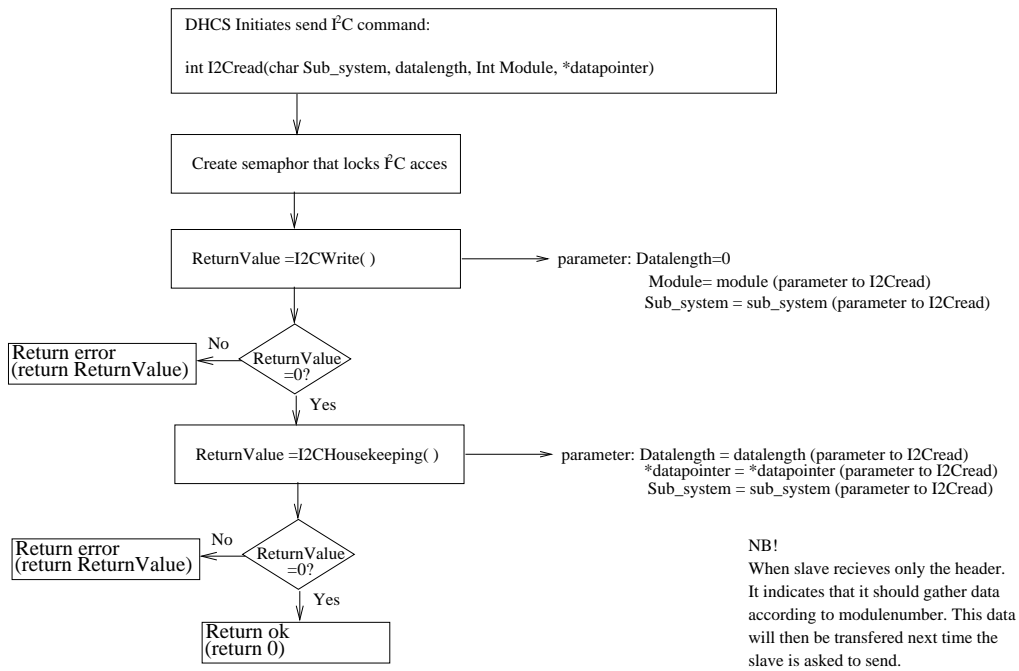 DHCS Initiates send I²C command:
int I2Cread(char Sub_system, datalength, Int Module, *datapointer)
Create semaphor that locks I²C acces
ReturnValue =I2CWrite( )
parameter: Datalength=0
Module= module (parameter to I2Cread)
Sub_system = sub_system (parameter to I2Cread)
No
Return error
(return ReturnValue)
ReturnValue
=0?
Yes
ReturnValue =I2CHousekeeping( )
parameter: Datalength = datalength (parameter to I2Cread)
*datapointer = *datapointer (parameter to I2Cread)
Sub_system = sub_system (parameter to I2Cread)
No
Return error
(return ReturnValue)
ReturnValue
=0?
Yes
Return ok
(return 0)
NB!
When slave recieves only the header.
It indicates that it should gather data
according to modulenumber. This data
will then be transfered next time the
slave is asked to send.